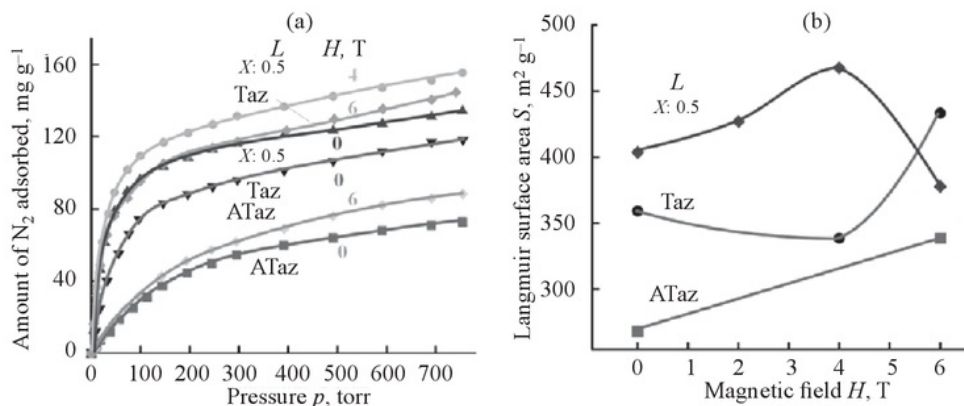 (a)
Amount of N₂ adsorbed, mg g⁻¹
160
120
80
40
0
L H, T
X: 0.5
4
Taz
6
0
X: 0.5
Taz
0
ATaz
6
ATaz
0
0 100 200 300 400 500 600 700
Pressure p, torr
(b)
Langmuir surface area S, m² g⁻¹
450
400
350
300
L
X: 0.5
Taz
ATaz
0 1 2 3 4 5 6
Magnetic field H, T